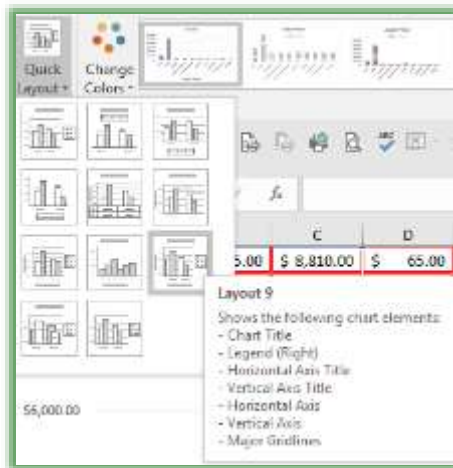 Quick
Layout
Change
Colors
fx
C D
5.00 $ 8,810.00 $ 65.00
Layout 9
Shows the following chart elements:
- Chart Title
- Legend (Right)
- Horizontal Axis Title
- Vertical Axis Title
- Horizontal Axis
- Vertical Axis
- Major Gridlines
$6,000.00